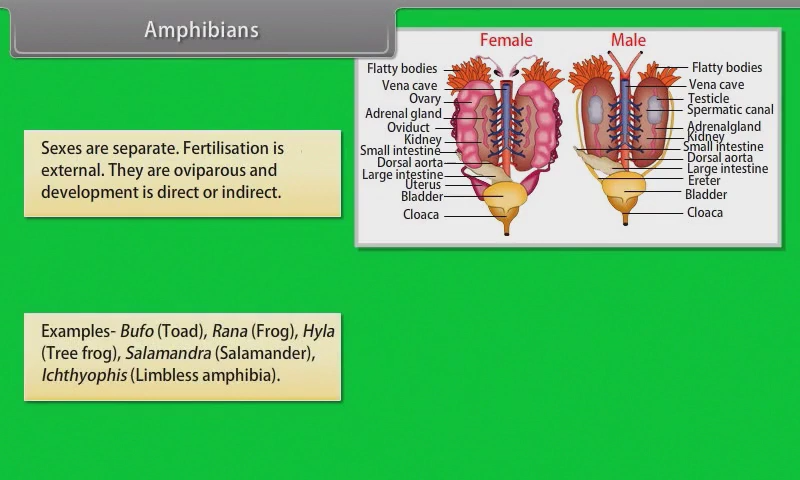 Amphibians
Female
Male
Flatty bodies
Vena cave
Ovary
Adrenal gland
Oviduct
Kidney
Small intestine
Dorsal aorta
Large intestine
Uterus
Bladder
Cloaca
Flatty bodies
Vena cave
Testicle
Spermatic canal
Adrenalgland
Kidney
Small intestine
Dorsal aorta
Large intestine
Ereter
Bladder
Cloaca
Sexes are separate. Fertilisation is
external. They are oviparous and
development is direct or indirect.
Examples- Bufo (Toad), Rana (Frog), Hyla
(Tree frog), Salamandra (Salamander),
Ichthyophis (Limbless amphibia).